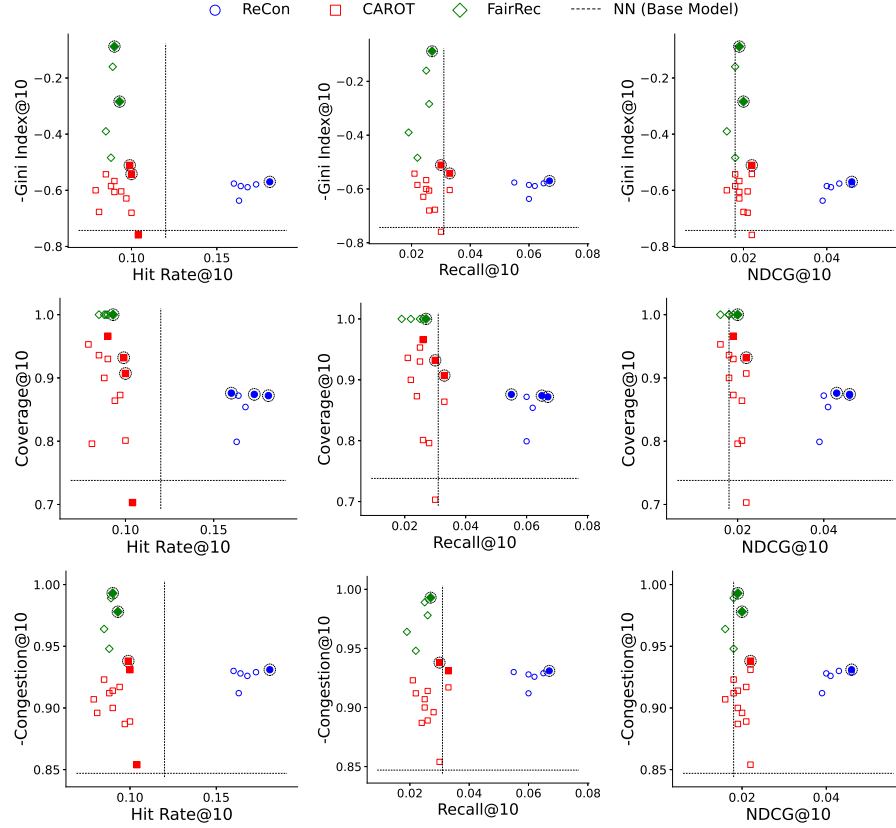 ReCon CAROT FairRec NN (Base Model)
-Gini Index@10
−0.2
−0.4
−0.6
−0.8
0.10 0.15
Hit Rate@10
-Gini Index@10
−0.2
−0.4
−0.6
−0.8
0.02 0.04 0.06 0.08
Recall@10
-Gini Index@10
−0.2
−0.4
−0.6
−0.8
0.02 0.04
NDCG@10
Coverage@10
1.0
0.9
0.8
0.7
0.10 0.15
Hit Rate@10
Coverage@10
1.0
0.9
0.8
0.7
0.02 0.04 0.06 0.08
Recall@10
Coverage@10
1.0
0.9
0.8
0.7
0.02 0.04
NDCG@10
-Congestion@10
1.00
0.95
0.90
0.85
0.10 0.15
Hit Rate@10
-Congestion@10
1.00
0.95
0.90
0.85
0.02 0.04 0.06 0.08
Recall@10
-Congestion@10
1.00
0.95
0.90
0.85
0.02 0.04
NDCG@10